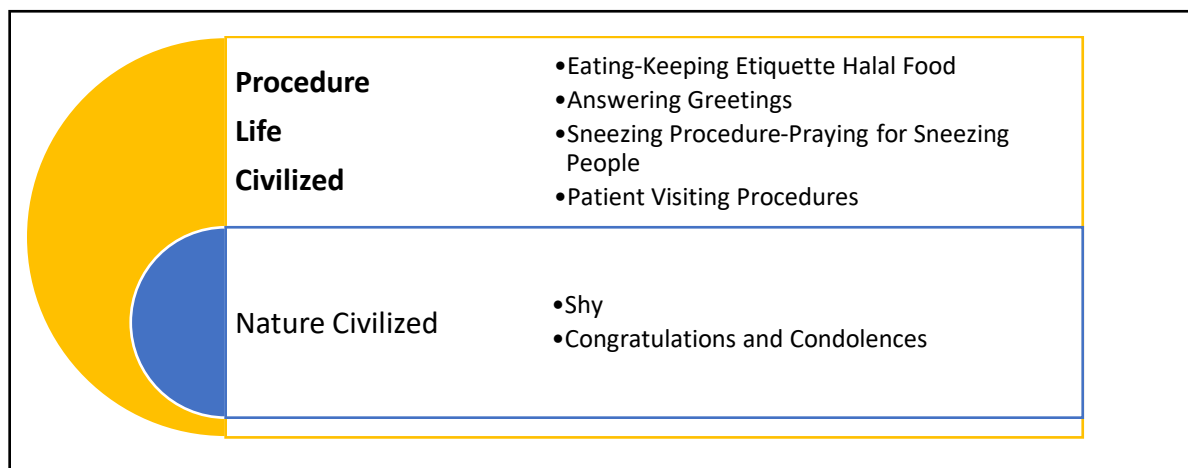 Procedure
Life
Civilized
•Eating-Keeping Etiquette Halal Food
•Answering Greetings
•Sneezing Procedure-Praying for Sneezing
People
•Patient Visiting Procedures
Nature Civilized
•Shy
•Congratulations and Condolences